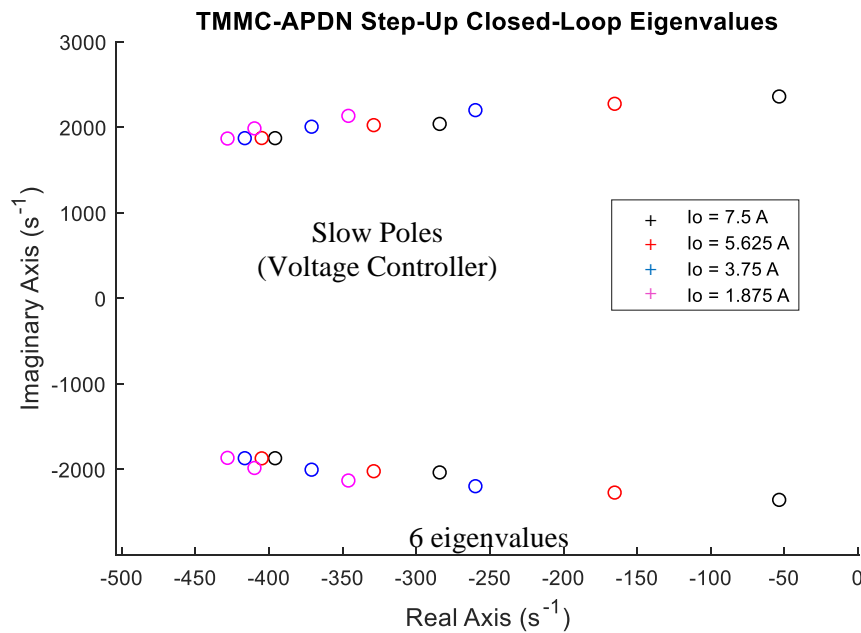 TMMC-APDN Step-Up Closed-Loop Eigenvalues
3000
2000
1000
0
-1000
-2000
Imaginary Axis (s⁻¹)
Slow Poles
(Voltage Controller)
Io = 7.5 A
Io = 5.625 A
Io = 3.75 A
Io = 1.875 A
6 eigenvalues
-500 -450 -400 -350 -300 -250 -200 -150 -100 -50 0
Real Axis (s⁻¹)